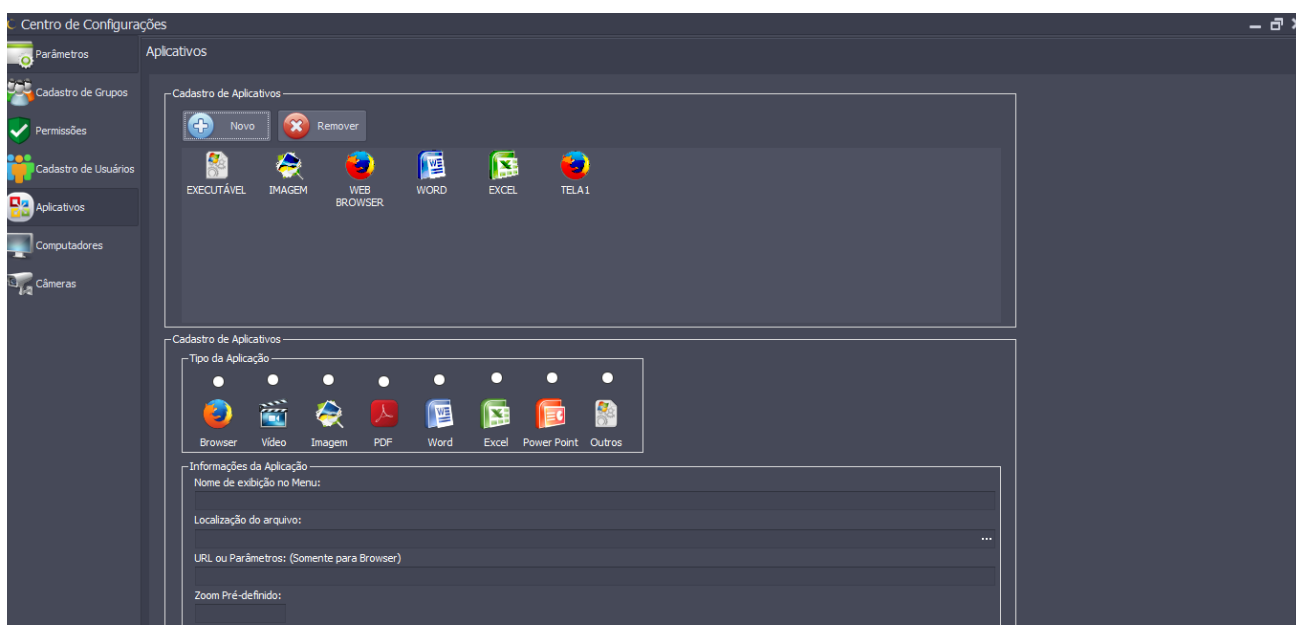 Centro de Configurações
Parâmetros
Cadastro de Grupos
Permissões
Cadastro de Usuários
Aplicativos
Computadores
Câmeras
Aplicativos
Cadastro de Aplicativos
Novo
Remover
EXECUTÁVEL
IMAGEM
WEB
BROWSER
WORD
EXCEL
TELA1
Cadastro de Aplicativos
Tipo da Aplicação
Browser
Vídeo
Imagem
PDF
Word
Excel
Power Point
Outros
Informações da Aplicação
Nome de exibição no Menu:
Localização do arquivo:
...
URL ou Parâmetros: (Somente para Browser)
Zoom Pré-definido: